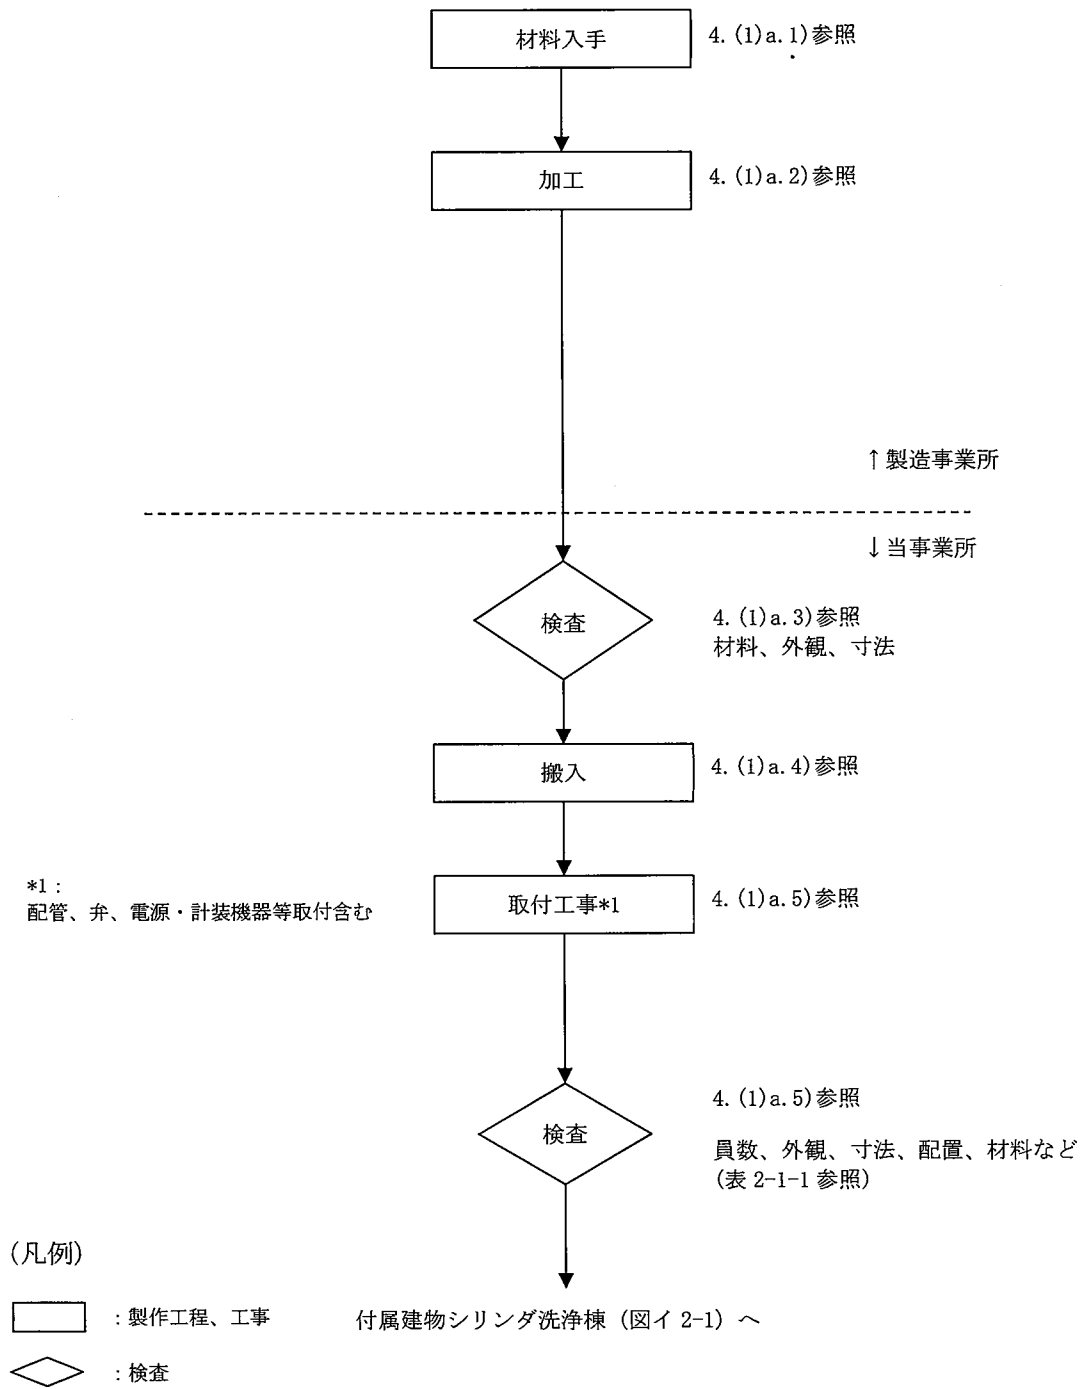 材料入手
4.(1)a.1)参照
加工
4.(1)a.2)参照
↑製造事業所
↓当事業所
検査
4.(1)a.3)参照
材料、外観、寸法
搬入
4.(1)a.4)参照
*1:
配管、弁、電源・計装機器等取付含む
取付工事*1
4.(1)a.5)参照
検査
4.(1)a.5)参照
員数、外観、寸法、配置、材料など
(表 2-1-1 参照)
(凡例)
:製作工程、工事
付属建物シリンダ洗浄棟(図イ 2-1)へ
:検査